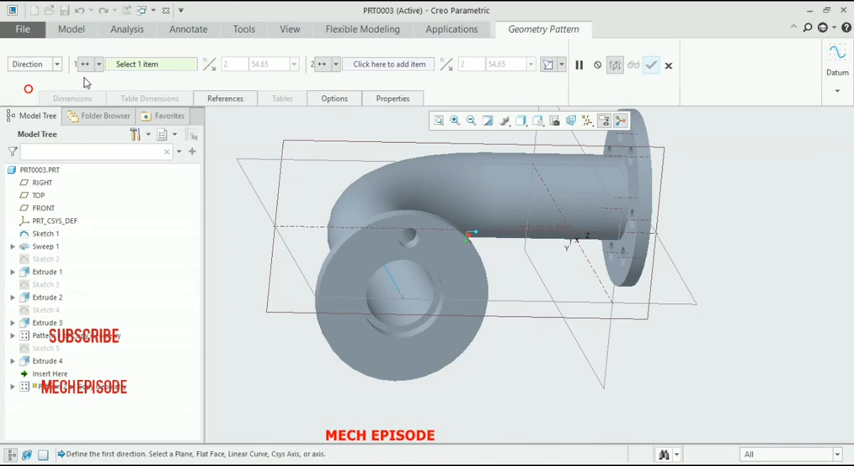 PRT0003 (Active) - Creo Parametric
File Model Analysis Annotate Tools View Flexible Modeling Applications Geometry Pattern
Direction 1 Select 1 item 2 54.65 2 Click here to add item 2 54.65
Datum
Dimensions Table Dimensions References Tables Options Properties
Model Tree Folder Browser Favorites
Model Tree
PRT0003.PRT
RIGHT
TOP
FRONT
PRT_CSYS_DEF
Sketch 1
Sweep 1
Sketch 2
Extrude 1
Sketch 3
Extrude 2
Sketch 4
Extrude 3
SUBSCRIBE
Extrude 4
Insert Here
MECH EPISODE
X Z
Y
MECH EPISODE
Define the first direction. Select a Plane, Flat Face, Linear Curve, Csys Axis, or axis.
All